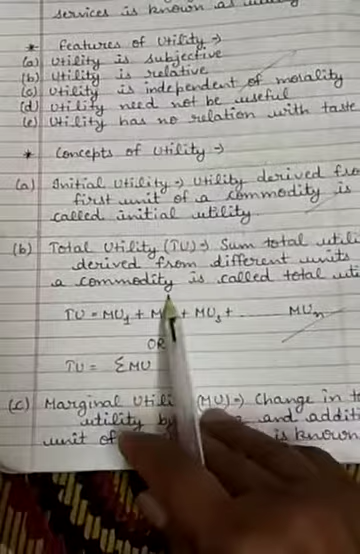 services is known as utility
* Features of Utility →
(a) Utility is subjective
(b) Utility is relative
(c) Utility is independent of morality
(d) Utility need not be useful
(e) Utility has no relation with taste
* Concepts of Utility →
(a) Initial Utility → Utility derived fro
first unit of a commodity is
called initial utility.
(b) Total Utility (TU) → Sum total utili
derived from different units
a commodity is called total uti
TU = MU1 + M + MU3 + ... MUn
OR
TU = ΣMU
(c) Marginal Utili (MU) → Change in t
utility by and addit
unit of is known